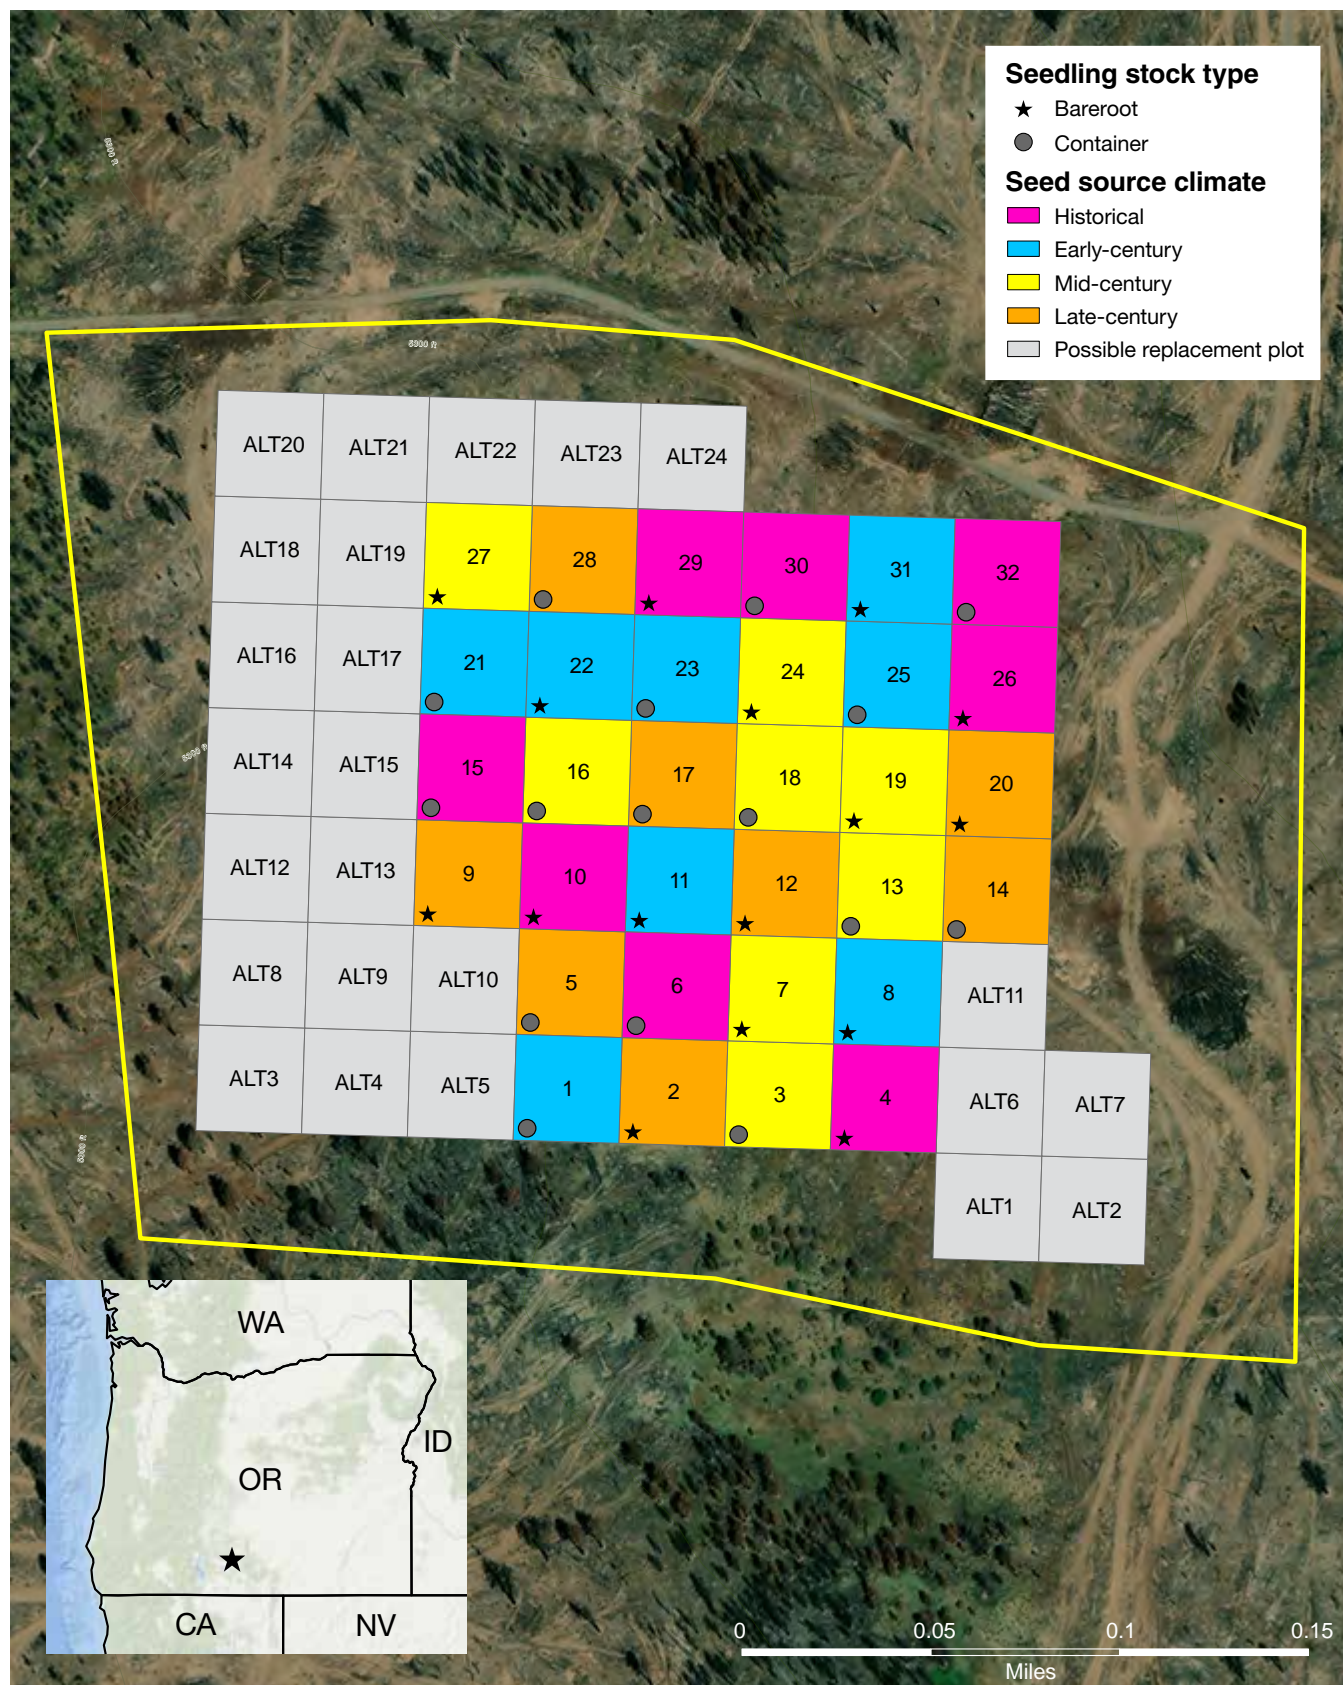 Seedling stock type
Bareroot
Container
Seed source climate
Historical
Early-century
Mid-century
Late-century
Possible replacement plot
5300 ft
ALT20 ALT21 ALT22 ALT23 ALT24
ALT18 ALT19 27 28 29 30 31 32
ALT16 ALT17 21 22 23 24 25 26
ALT14 ALT15 15 16 17 18 19 20
ALT12 ALT13 9 10 11 12 13 14
ALT8 ALT9 ALT10 5 6 7 8 ALT11
ALT3 ALT4 ALT5 1 2 3 4 ALT6 ALT7
ALT1 ALT2
WA
ID
OR
CA NV
0 0.05 0.1 0.15
Miles